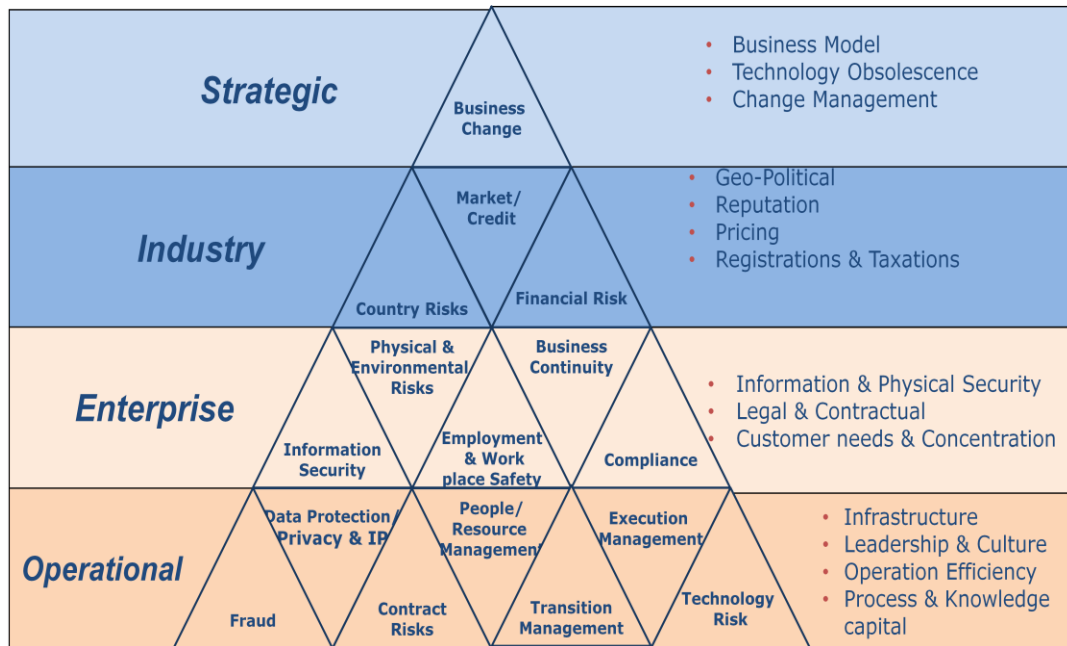 Strategic
Business
Change
• Business Model
• Technology Obsolescence
• Change Management
Industry
Market/
Credit
Country Risks
Financial Risk
• Geo-Political
• Reputation
• Pricing
• Registrations & Taxations
Enterprise
Physical &
Environmental
Risks
Business
Continuity
Information
Security
Employment
& Work
place Safety
Compliance
• Information & Physical Security
• Legal & Contractual
• Customer needs & Concentration
Operational
Data Protection/
Privacy & IP
People/
Resource
Management
Execution
Management
Fraud
Contract
Risks
Transition
Management
Technology
Risk
• Infrastructure
• Leadership & Culture
• Operation Efficiency
• Process & Knowledge
capital